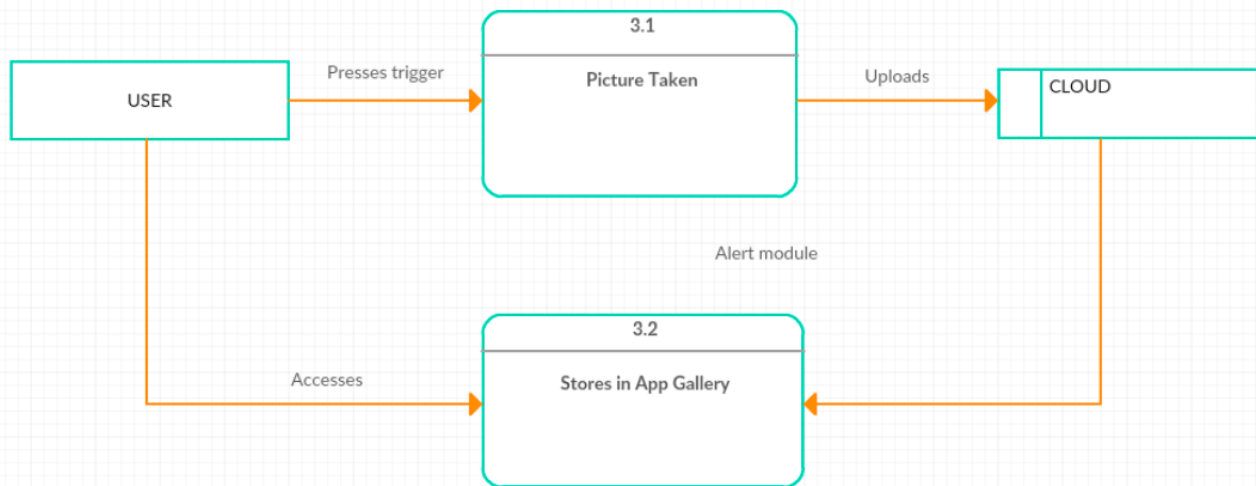 3.1
Presses trigger
Picture Taken
Uploads
USER
CLOUD
Alert module
3.2
Accesses
Stores in App Gallery